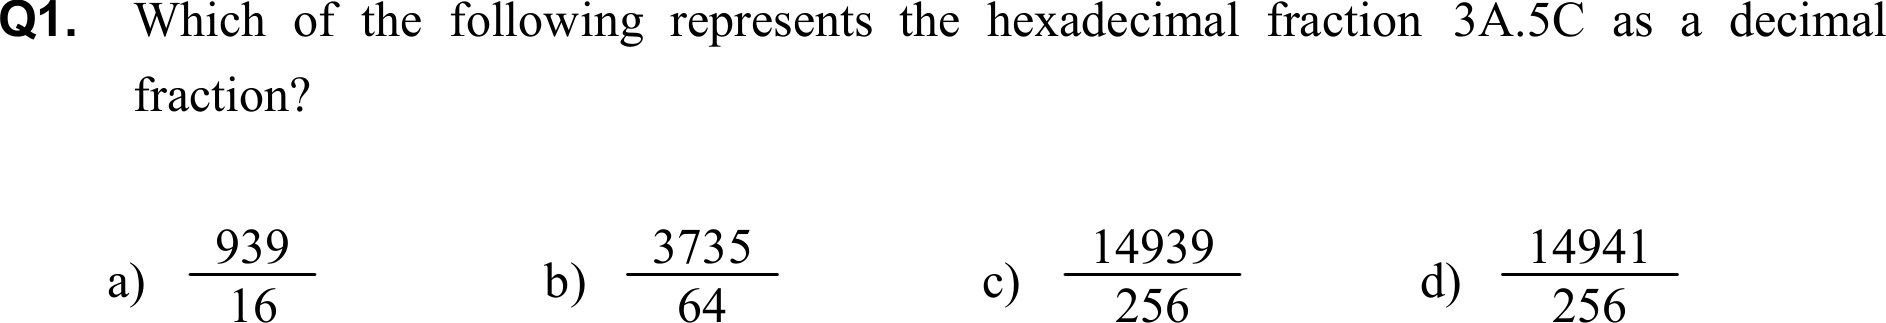 Q1. Which of the following represents the hexadecimal fraction 3A.5C as a decimal
fraction?
a) 939/16 b) 3735/64 c) 14939/256 d) 14941/256